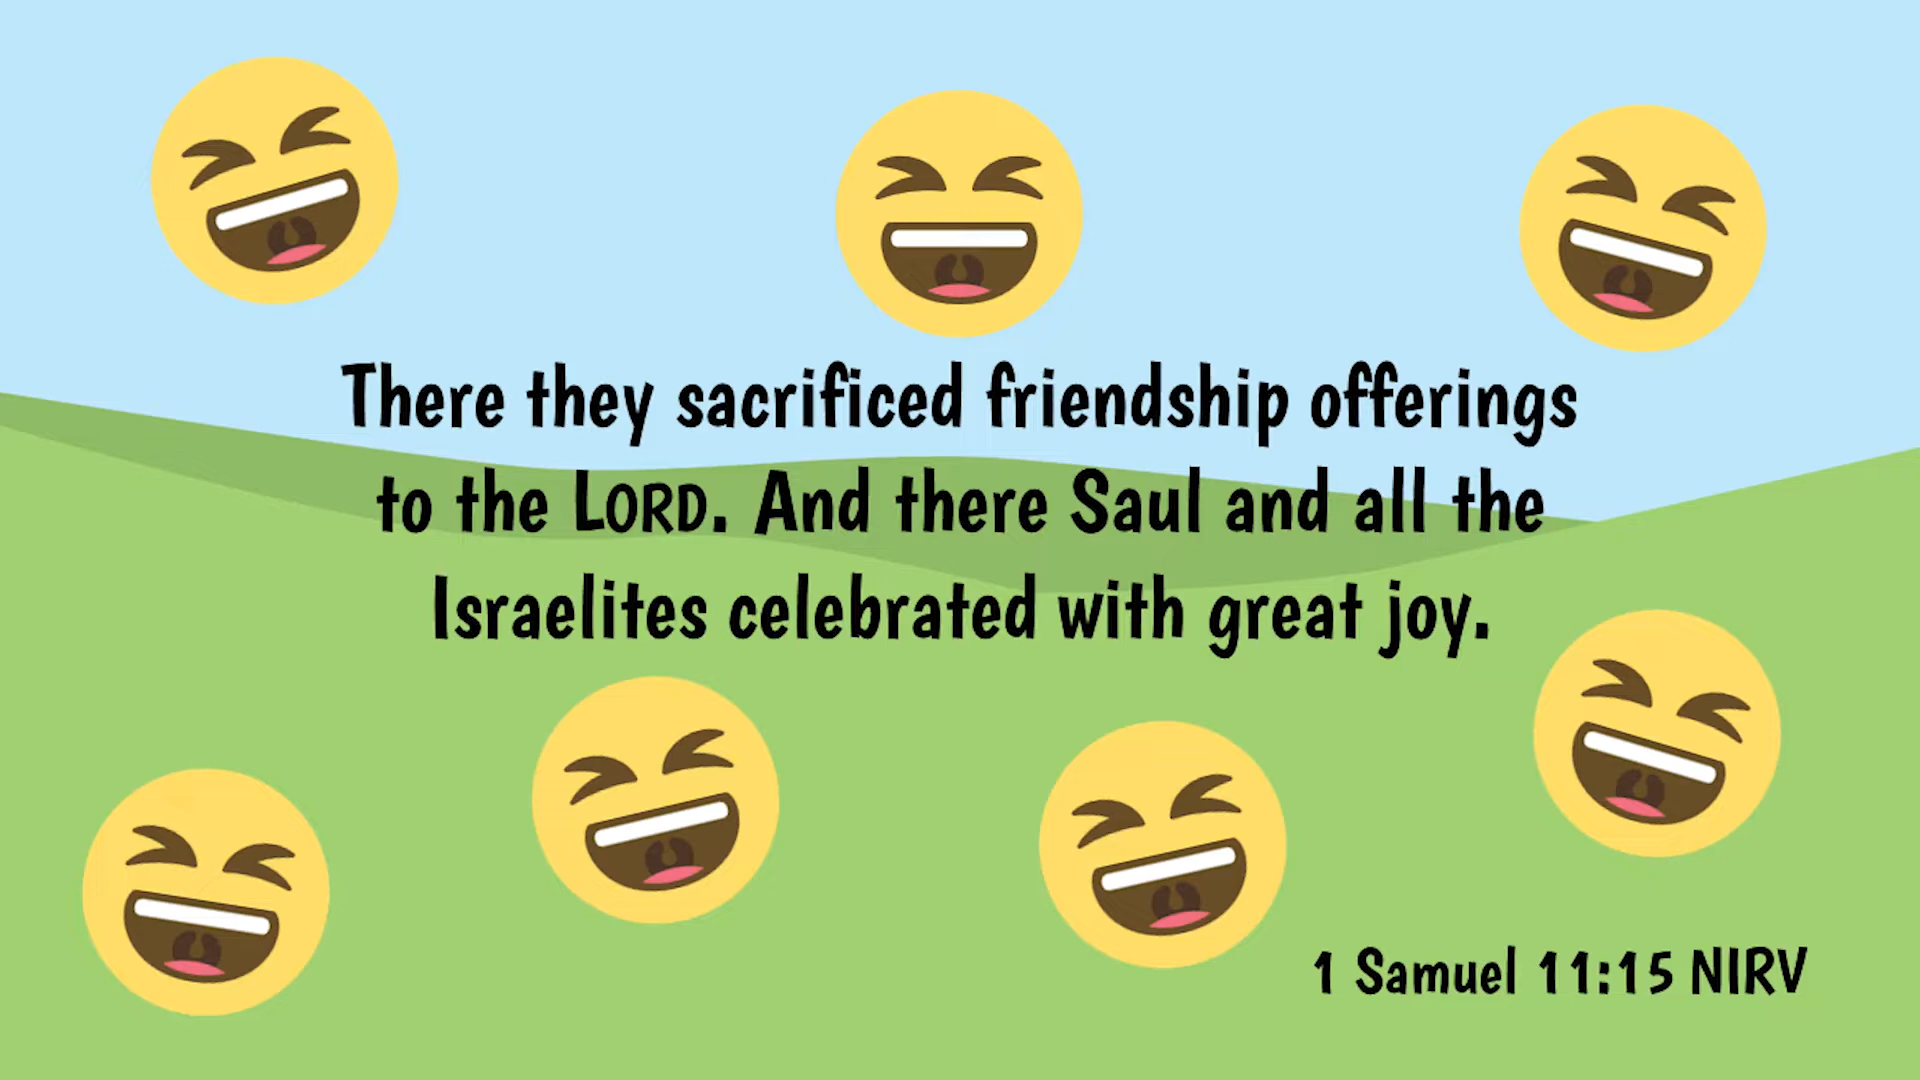 There they sacrificed friendship offerings
to the LORD. And there Saul and all the
Israelites celebrated with great joy.
1 Samuel 11:15 NIRV